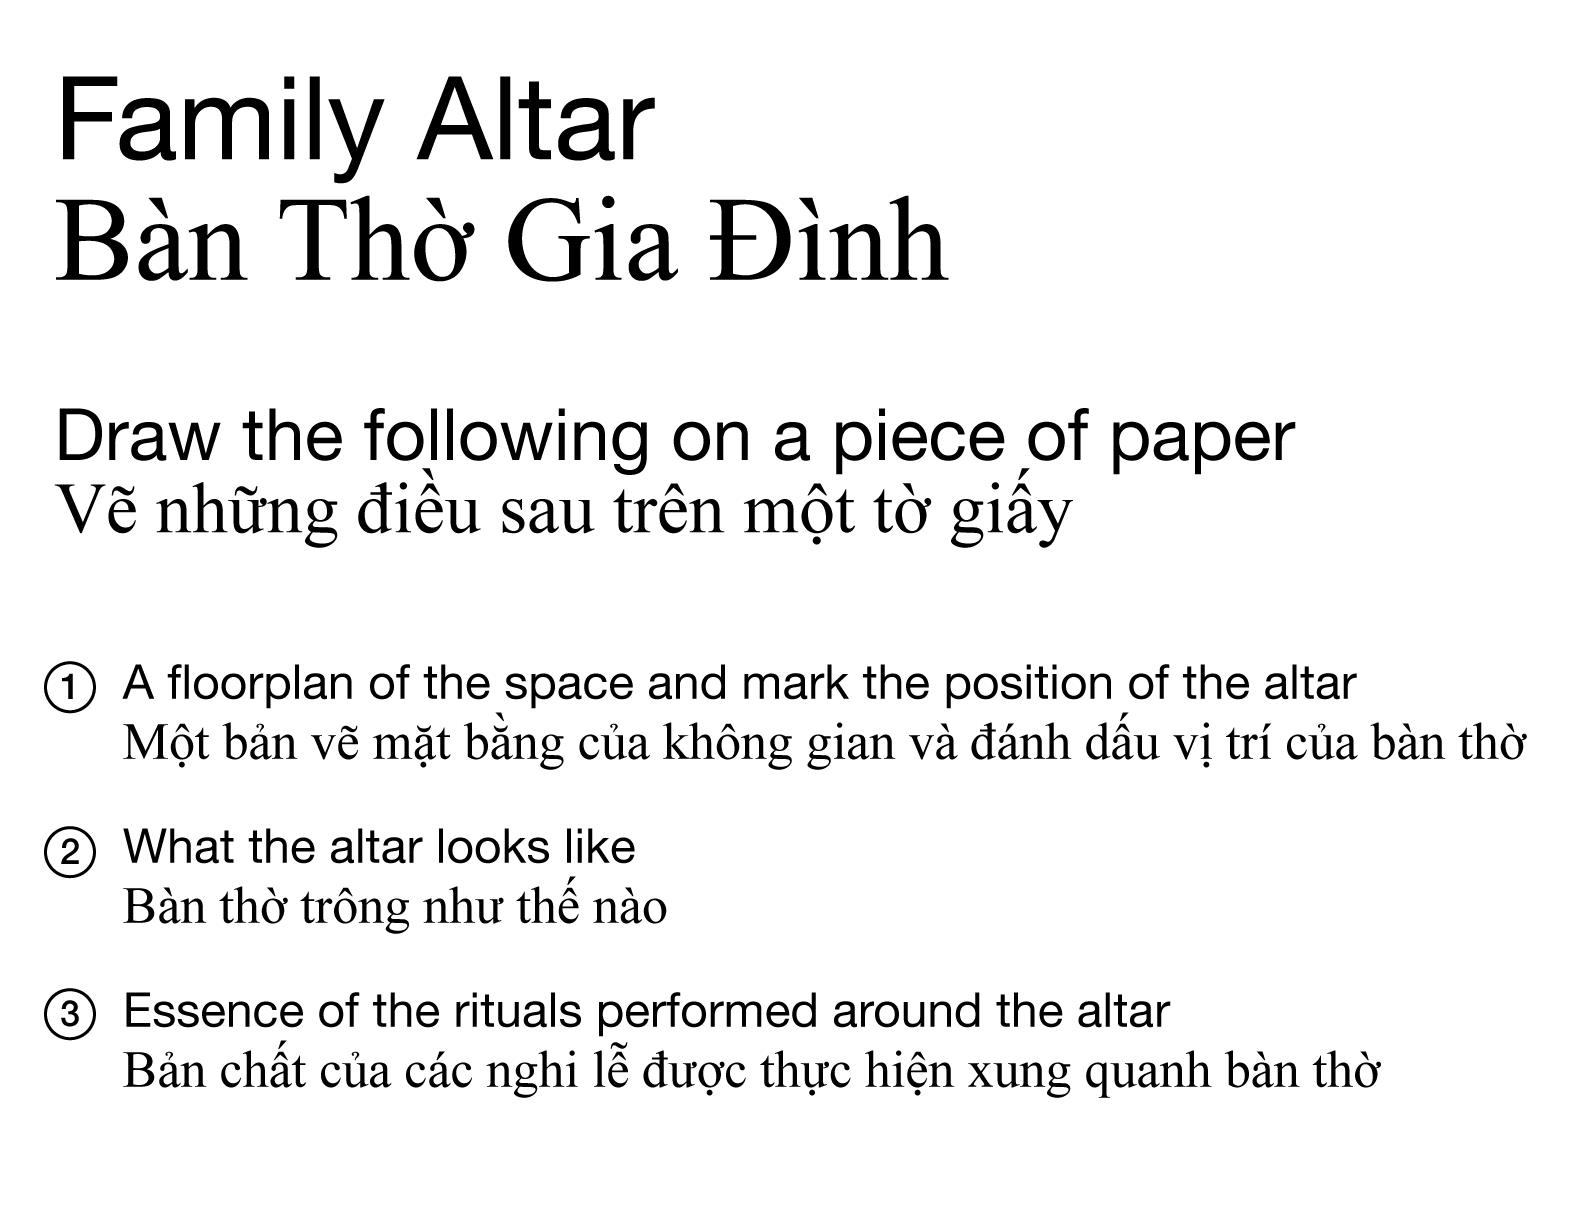 Family Altar
Bàn Thờ Gia Đình
Draw the following on a piece of paper
Vẽ những điều sau trên một tờ giấy
1 A floorplan of the space and mark the position of the altar
Một bản vẽ mặt bằng của không gian và đánh dấu vị trí của bàn thờ
2 What the altar looks like
Bàn thờ trông như thế nào
3 Essence of the rituals performed around the altar
Bản chất của các nghi lễ được thực hiện xung quanh bàn thờ